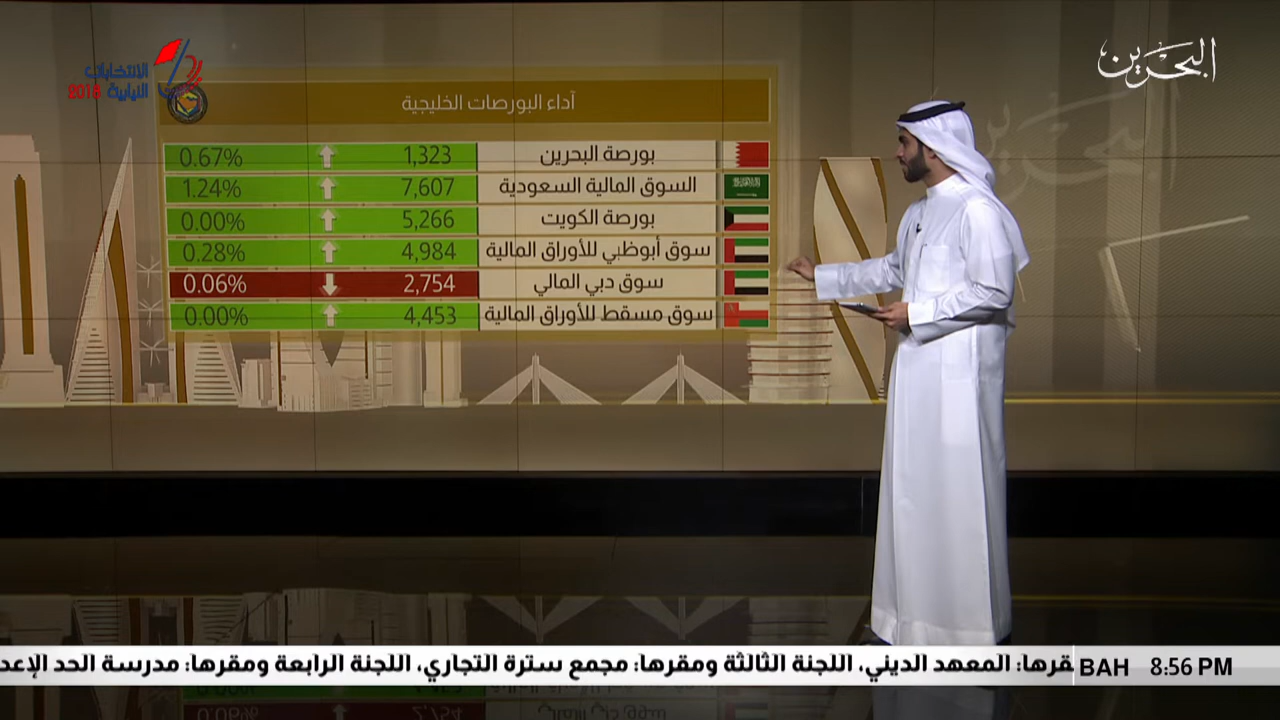 البحرين
الانتخابات
النيابية
2018
أداء البورصات الخليجية
بورصة البحرين 1,323 0.67%
السوق المالية السعودية 7,607 1.24%
بورصة الكويت 5,266 0.00%
سوق أبوظبي للأوراق المالية 4,984 0.28%
سوق دبي المالي 2,754 0.06%
سوق مسقط للأوراق المالية 4,453 0.00%
المعهد الديني، اللجنة الثالثة ومقرها: مجمع سترة التجاري، اللجنة الرابعة ومقرها: مدرسة الحد
BAH 8:56 PM